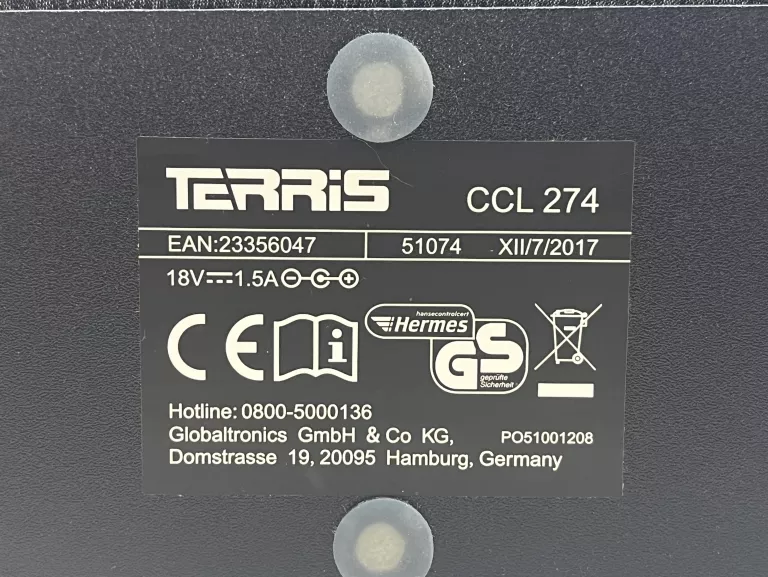 TERRIS CCL 274
EAN:23356047 51074 XII/7/2017
18V 1.5A
CE
i
hansecontrolcert
Hermes
GS
geprüfte
Sicherheit
Hotline: 0800-5000136
Globaltronics GmbH & Co KG, PO51001208
Domstrasse 19, 20095 Hamburg, Germany